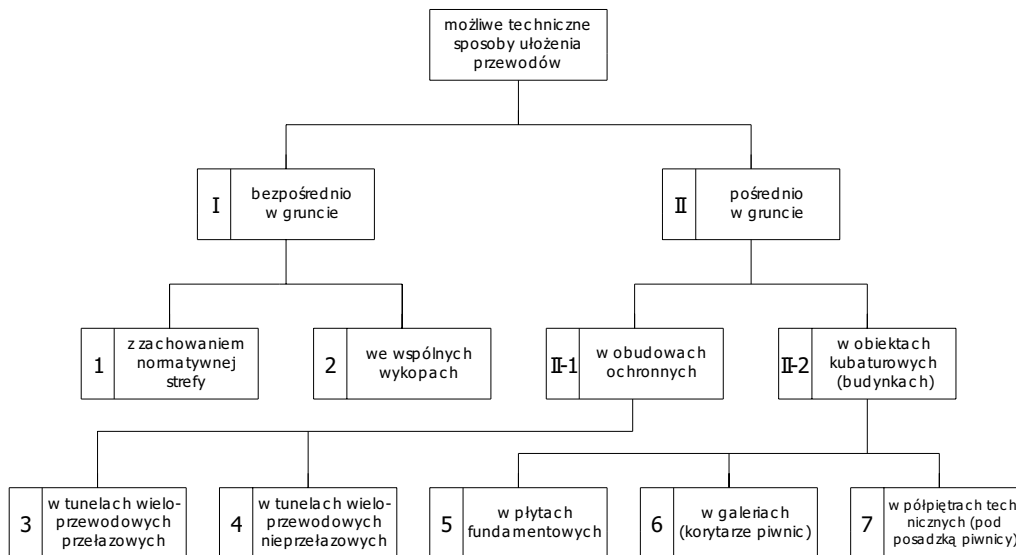 możliwe techniczne
sposoby ułożenia
przewodów
I
bezpośrednio
w gruncie
II
pośrednio
w gruncie
1
z zachowaniem
normatywnej
strefy
2
we wspólnych
wykopach
II-1
w obudowach
ochronnych
II-2
w obiektach
kubaturowych
(budynkach)
3
w tunelach wielo-
przewodowych
przełazowych
4
w tunelach wielo-
przewodowych
nieprzełazowych
5
w płytach
fundamentowych
6
w galeriach
(korytarze piwnic)
7
w półpiętrach tech
nicznych (pod
posadzką piwnicy)